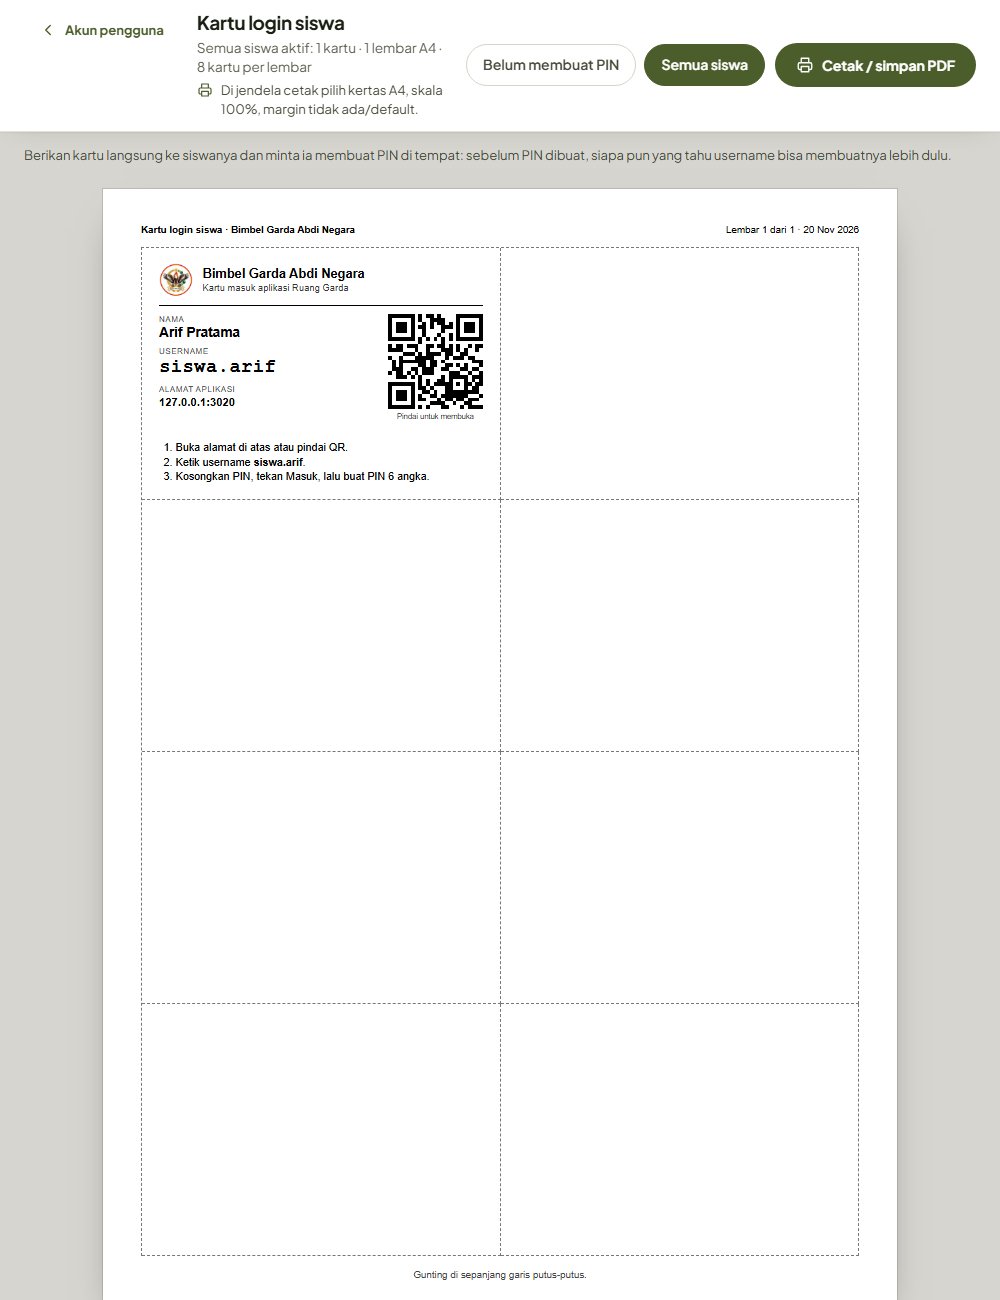 Akun pengguna
Kartu login siswa
Semua siswa aktif: 1 kartu · 1 lembar A4 ·
8 kartu per lembar
Di jendela cetak pilih kertas A4, skala
100%, margin tidak ada/default.
Belum membuat PIN
Semua siswa
Cetak / simpan PDF
Berikan kartu langsung ke siswanya dan minta ia membuat PIN di tempat: sebelum PIN dibuat, siapa pun yang tahu username bisa membuatnya lebih dulu.
Kartu login siswa · Bimbel Garda Abdi Negara
Lembar 1 dari 1 · 20 Nov 2026
Bimbel Garda Abdi Negara
Kartu masuk aplikasi Ruang Garda
NAMA
Arif Pratama
USERNAME
siswa.arif
ALAMAT APLIKASI
127.0.0.1:3020
Pindai untuk membuka
1. Buka alamat di atas atau pindai QR.
2. Ketik username siswa.arif.
3. Kosongkan PIN, tekan Masuk, lalu buat PIN 6 angka.
Gunting di sepanjang garis putus-putus.